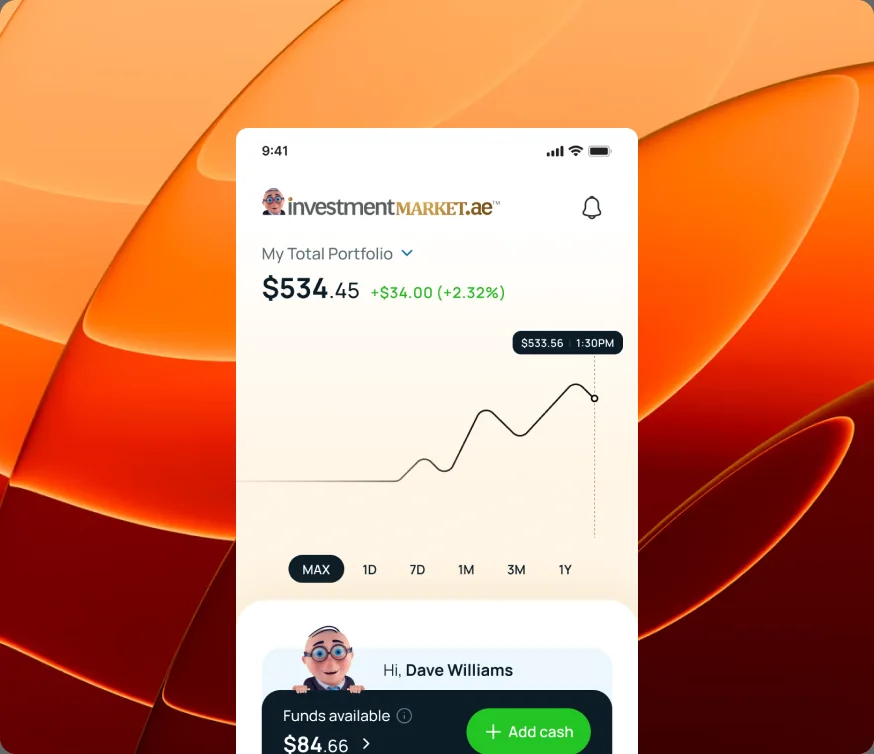 9:41
investmentMARKET.ae™
My Total Portfolio
$534.45 +$34.00 (+2.32%)
$533.56 | 1:30PM
MAX 1D 7D 1M 3M 1Y
Hi, Dave Williams
Funds available
$84.66
+ Add cash